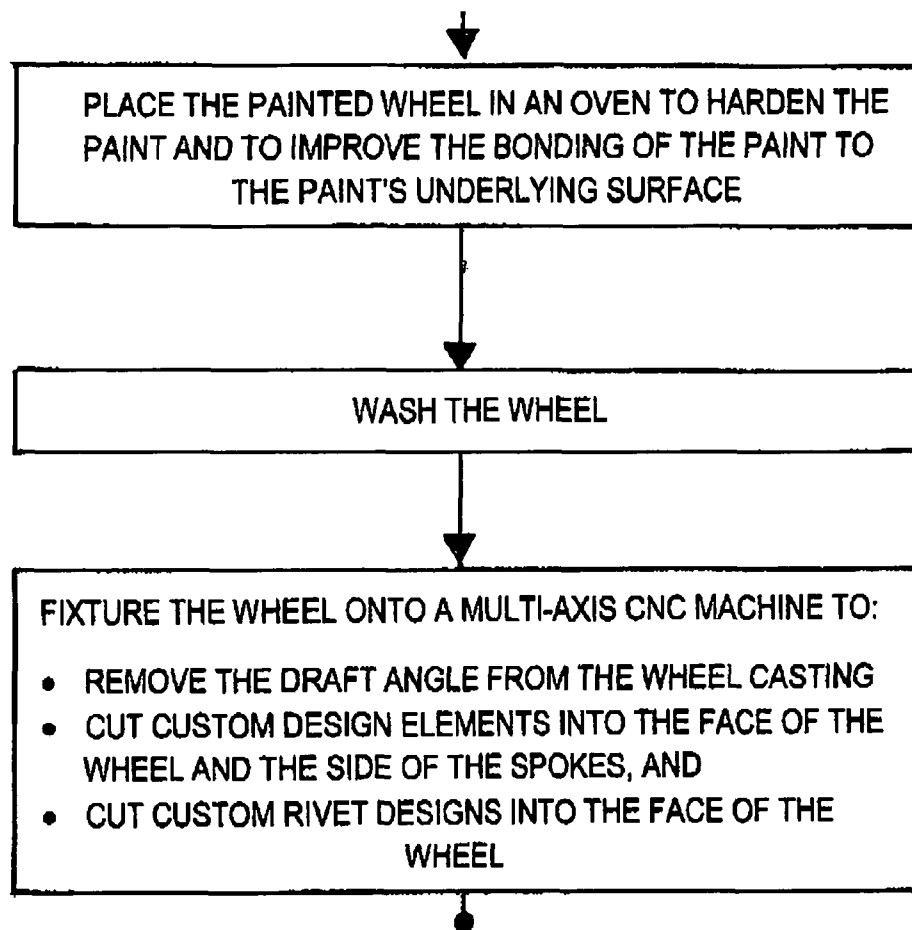 PLACE THE PAINTED WHEEL IN AN OVEN TO HARDEN THE
PAINT AND TO IMPROVE THE BONDING OF THE PAINT TO
THE PAINT'S UNDERLYING SURFACE
WASH THE WHEEL
FIXTURE THE WHEEL ONTO A MULTI-AXIS CNC MACHINE TO:
• REMOVE THE DRAFT ANGLE FROM THE WHEEL CASTING
• CUT CUSTOM DESIGN ELEMENTS INTO THE FACE OF THE
WHEEL AND THE SIDE OF THE SPOKES, AND
• CUT CUSTOM RIVET DESIGNS INTO THE FACE OF THE
WHEEL